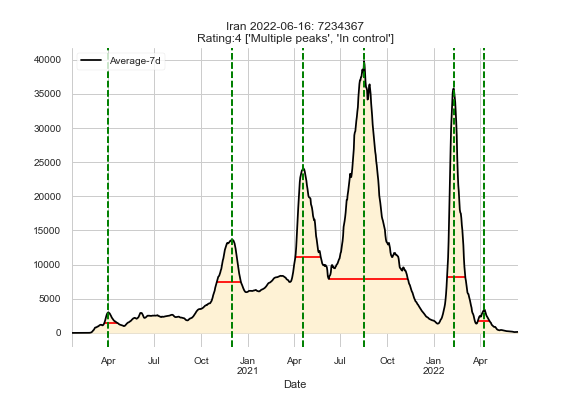 Iran 2022-06-16: 7234367
Rating:4 ['Multiple peaks', 'In control']
Average-7d
40000
35000
30000
25000
20000
15000
10000
5000
0
Apr Jul Oct Jan Apr Jul Oct Jan Apr
2021 2022
Date